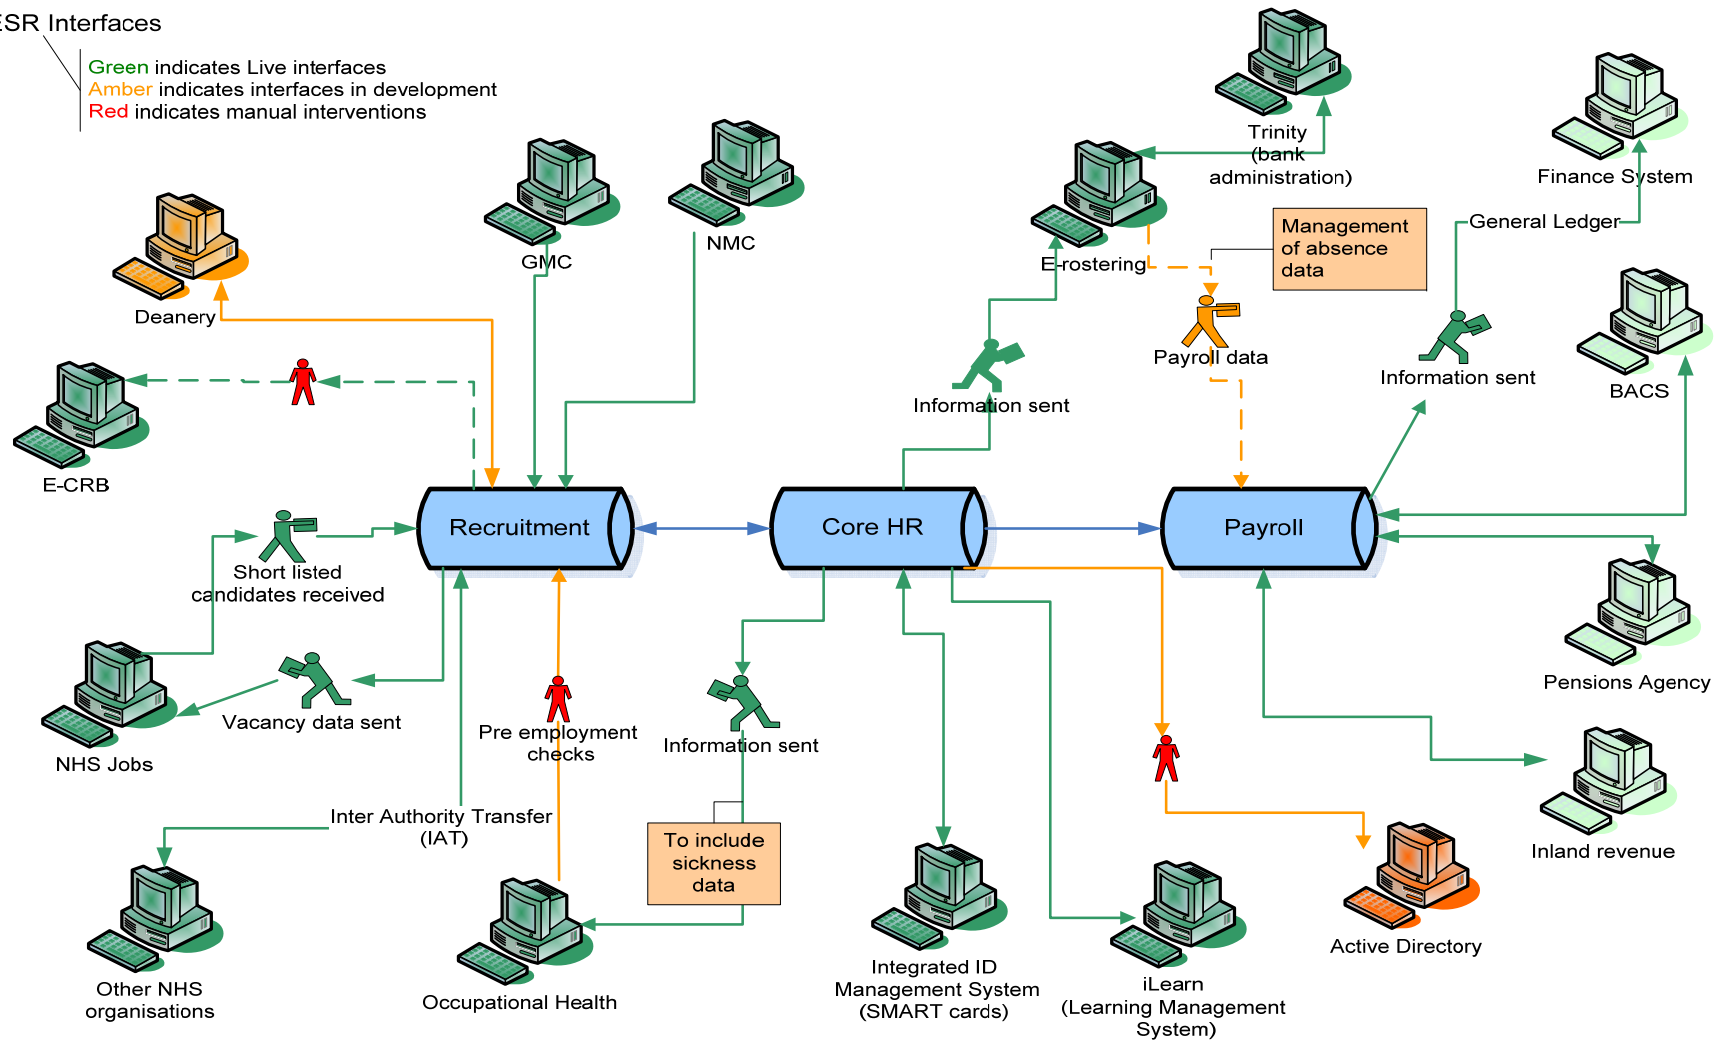 ESR Interfaces
Green indicates Live interfaces
Amber indicates interfaces in development
Red indicates manual interventions
Trinity
(bank
administration)
Finance System
General Ledger
GMC
NMC
E-rostering
Management
of absence
data
Deanery
Payroll data
Information sent
Information sent
BACS
E-CRB
Recruitment
Core HR
Payroll
Short listed
candidates received
Pensions Agency
Vacancy data sent
NHS Jobs
Pre employment
checks
Information sent
Inter Authority Transfer
(IAT)
To include
sickness
data
Inland revenue
Active Directory
Other NHS
organisations
Occupational Health
Integrated ID
Management System
(SMART cards)
iLearn
(Learning Management
System)